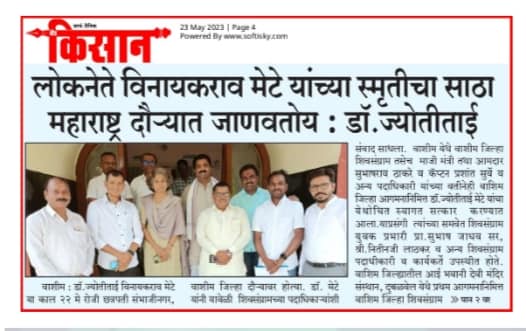 सायं दैनिक
किसान
23 May 2023 | Page 4
Powered By www.softisky.com
लोकनेते विनायकराव मेटे यांच्या स्मृतीचा साठा
महाराष्ट्र दौऱ्यात जाणवतोय : डॉ.ज्योतीताई
वाशीम : डॉ.ज्योतीताई विनायकराव मेटे
या काल २२ मे रोजी छत्रपती संभाजीनगर,
वाशिम जिल्हा दौऱ्यावर होत्या. डॉ. मेटे
यांनी यावेळी शिवसंग्रामच्या पदाधिकाऱ्यांशी
संवाद साधला. वाशीम येथे वाशीम जिल्हा
शिवसंग्राम तसेच माजी मंत्री तथा आमदार
सुभाषराव ठाकरे व कॅप्टन प्रशांत सुर्वे व
अन्य पदाधिकारी यांच्या वतीनेही वाशिम
जिल्हा आगमनानिमित्त डॉ.ज्योतीताई मेटे यांचा
यथोचित स्वागत सत्कार करण्यात
आला.याप्रसंगी त्यांच्या समवेत शिवसंग्राम
युवक प्रभारी प्रा.सुभाष जाधव सर,
श्री.नितीनजी लाठकर व अन्य शिवसंग्राम
पदाधिकारी व कार्यकर्ते उपस्थीत होते.
वाशिम जिल्ह्यातील आई भवानी देवी मंदिर
संस्थान, दुबळवेल येथे प्रथम आगमनानिमित्त
वाशिम जिल्हा शिवसंग्राम >> पान २ वर